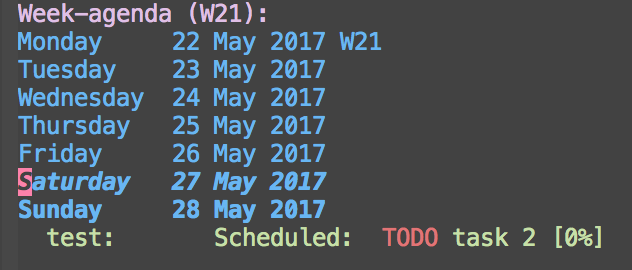 Week-agenda (W21):
Monday     22 May 2017 W21
Tuesday    23 May 2017
Wednesday  24 May 2017
Thursday   25 May 2017
Friday     26 May 2017
Saturday   27 May 2017
Sunday     28 May 2017
  test:       Scheduled:  TODO task 2 [0%]